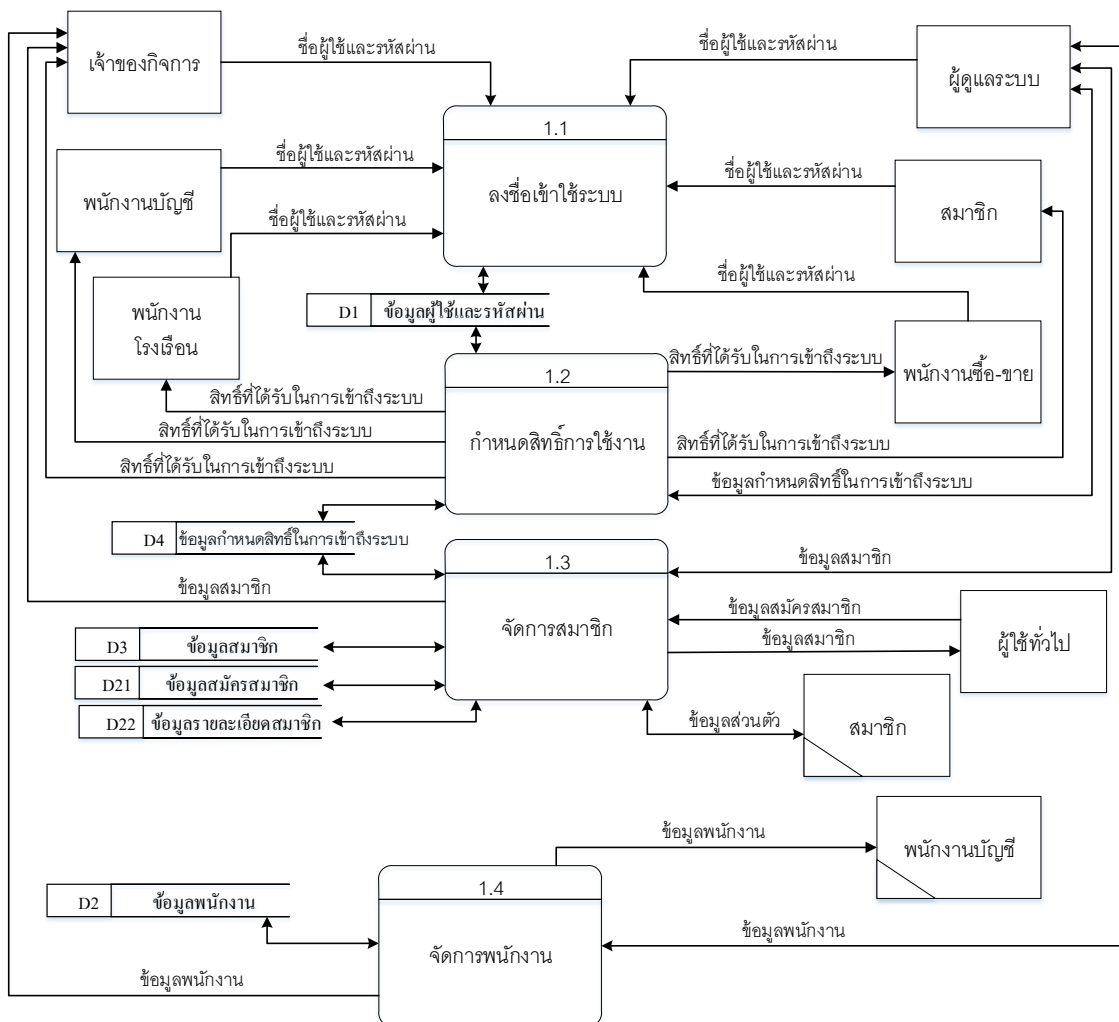 ชื่อผู้ใช้และรหัสผ่าน
ชื่อผู้ใช้และรหัสผ่าน
เจ้าของกิจการ
ผู้ดูแลระบบ
1.1
ลงชื่อเข้าใช้ระบบ
ชื่อผู้ใช้และรหัสผ่าน
ชื่อผู้ใช้และรหัสผ่าน
พนักงานบัญชี
สมาชิก
ชื่อผู้ใช้และรหัสผ่าน
ชื่อผู้ใช้และรหัสผ่าน
พนักงาน
โรงเรือน
D1 ข้อมูลผู้ใช้และรหัสผ่าน
1.2
กำหนดสิทธิ์การใช้งาน
สิทธิ์ที่ได้รับในการเข้าถึงระบบ
พนักงานซื้อ-ขาย
สิทธิ์ที่ได้รับในการเข้าถึงระบบ
สิทธิ์ที่ได้รับในการเข้าถึงระบบ
สิทธิ์ที่ได้รับในการเข้าถึงระบบ
สิทธิ์ที่ได้รับในการเข้าถึงระบบ
ข้อมูลกำหนดสิทธิ์ในการเข้าถึงระบบ
D4 ข้อมูลกำหนดสิทธิ์ในการเข้าถึงระบบ
1.3
จัดการสมาชิก
ข้อมูลสมาชิก
ข้อมูลสมาชิก
ข้อมูลสมัครสมาชิก
ข้อมูลสมาชิก
ผู้ใช้ทั่วไป
D3 ข้อมูลสมาชิก
D21 ข้อมูลสมัครสมาชิก
D22 ข้อมูลรายละเอียดสมาชิก
ข้อมูลส่วนตัว
สมาชิก
ข้อมูลพนักงาน
พนักงานบัญชี
1.4
จัดการพนักงาน
D2 ข้อมูลพนักงาน
ข้อมูลพนักงาน
ข้อมูลพนักงาน